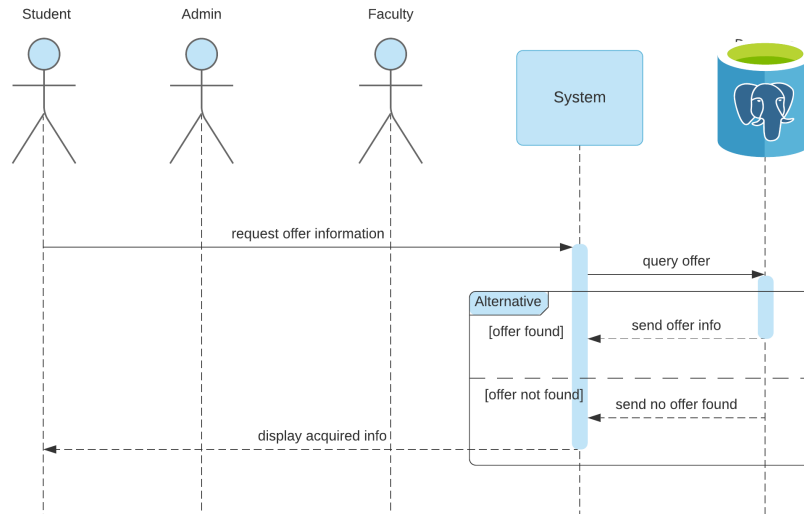 Student
Admin
Faculty
System
request offer information
query offer
Alternative
[offer found]
send offer info
[offer not found]
send no offer found
display acquired info